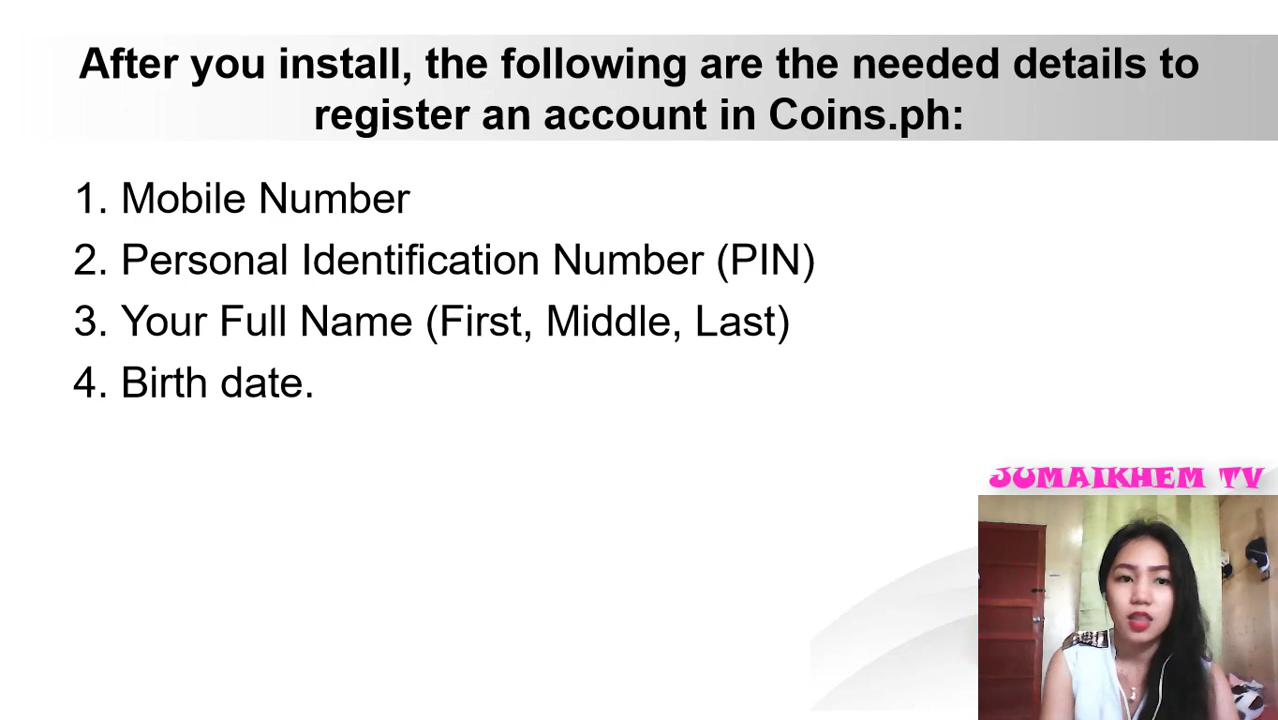 After you install, the following are the needed details to
register an account in Coins.ph:
1. Mobile Number
2. Personal Identification Number (PIN)
3. Your Full Name (First, Middle, Last)
4. Birth date.
JUMAIKHEM TV